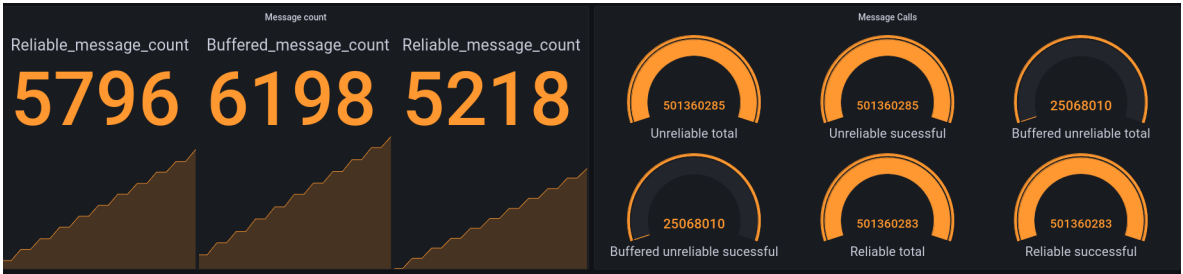 Message count
Reliable_message_count
Buffered_message_count
Reliable_message_count
5796
6198
5218
Message Calls
501360285
Unreliable total
501360285
Unreliable sucessful
25068010
Buffered unreliable total
25068010
Buffered unreliable sucessful
501360283
Reliable total
501360283
Reliable successful